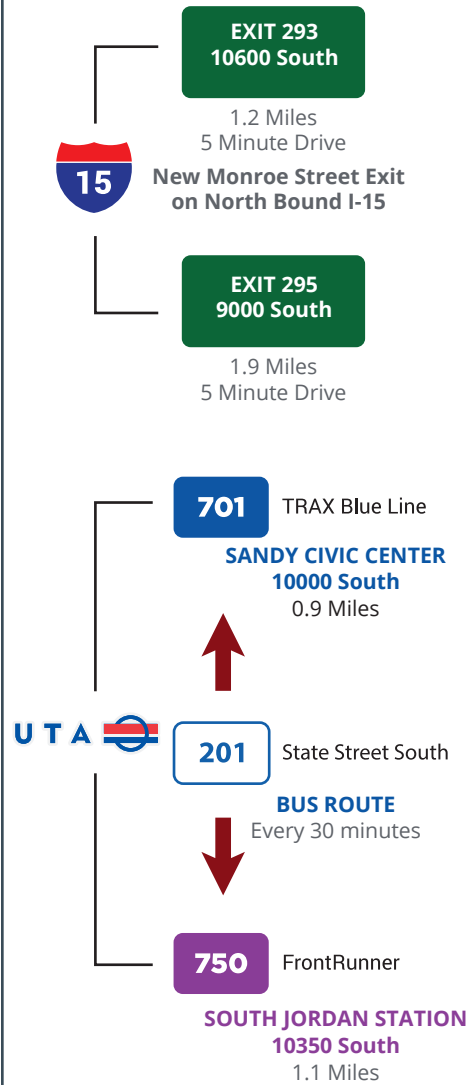 EXIT 293
10600 South
1.2 Miles
5 Minute Drive
15
New Monroe Street Exit
on North Bound I-15
EXIT 295
9000 South
1.9 Miles
5 Minute Drive
701 TRAX Blue Line
SANDY CIVIC CENTER
10000 South
0.9 Miles
UTA
201 State Street South
BUS ROUTE
Every 30 minutes
750 FrontRunner
SOUTH JORDAN STATION
10350 South
1.1 Miles